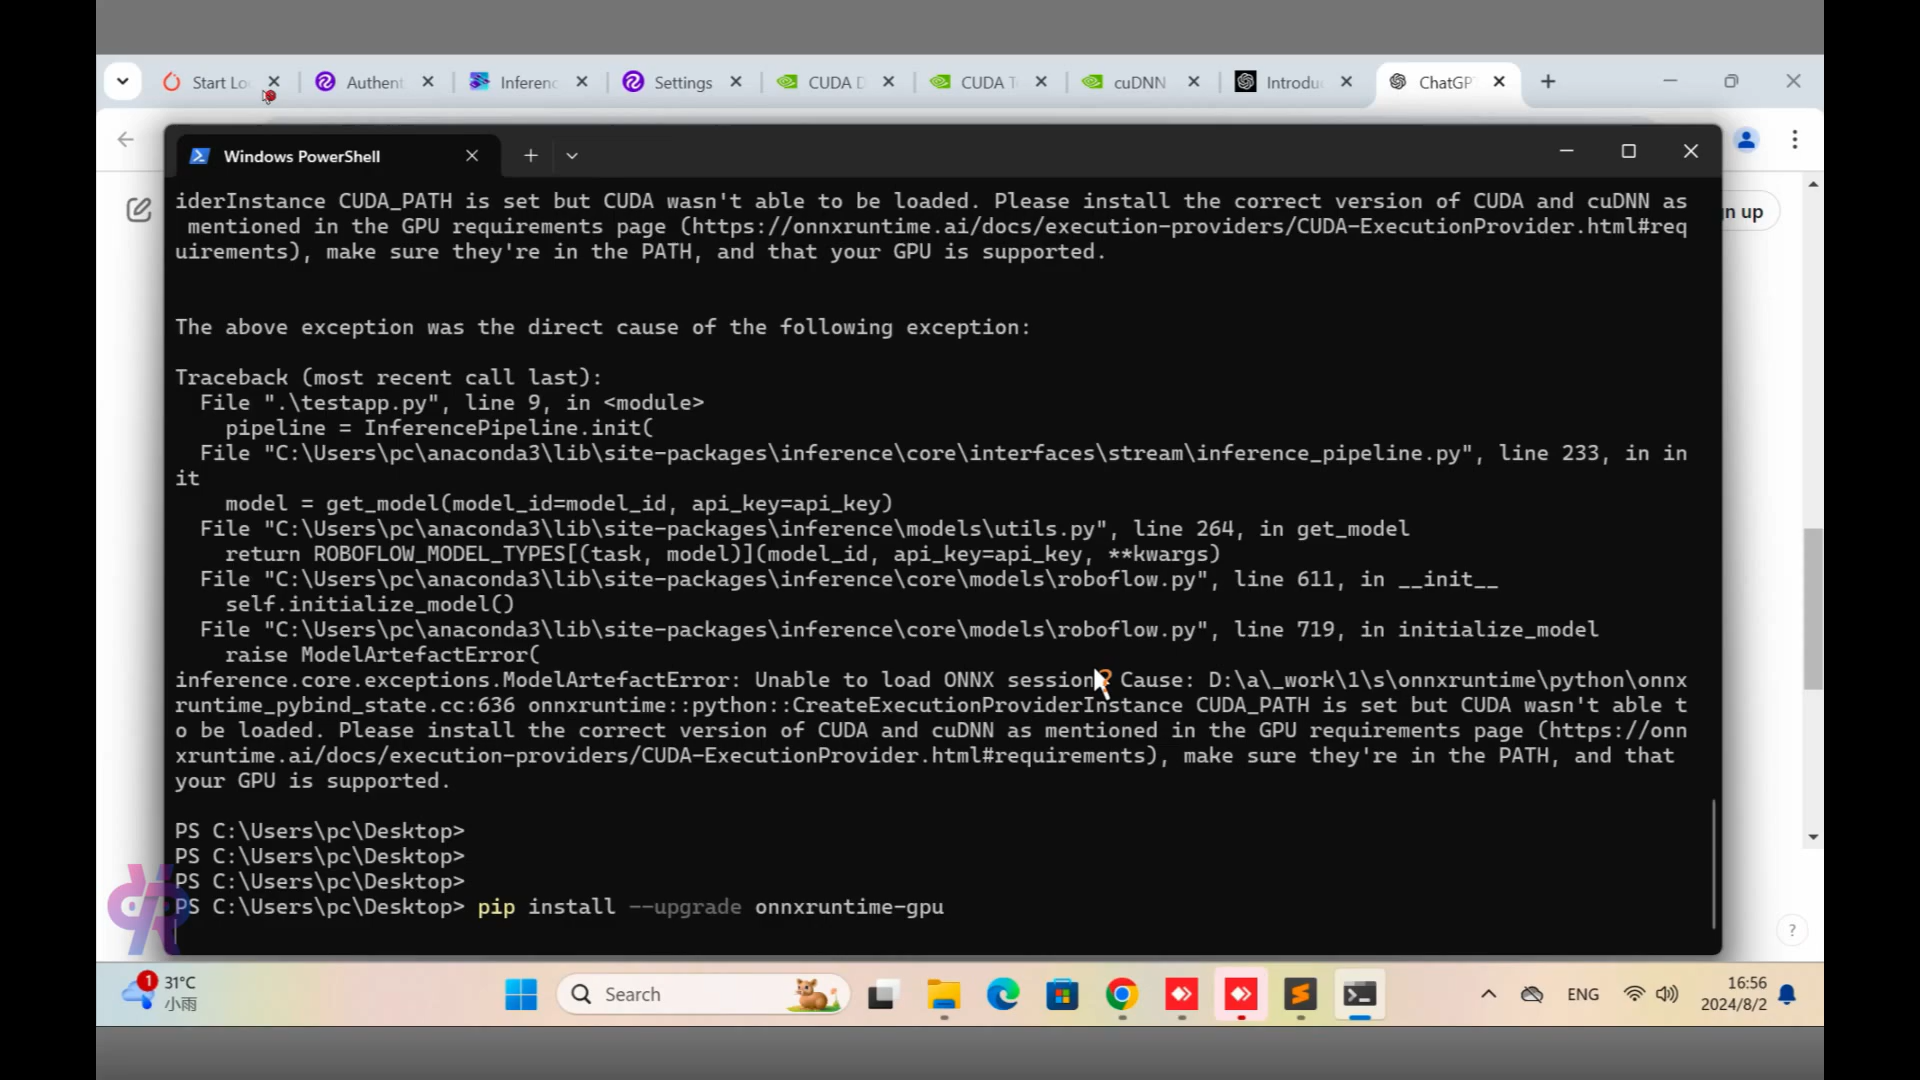 Start Lo
Authent
Inferenc
Settings
CUDA D
CUDA T
cuDNN
Introduc
ChatGP
Windows PowerShell
n up
iderInstance CUDA_PATH is set but CUDA wasn't able to be loaded. Please install the correct version of CUDA and cuDNN as
mentioned in the GPU requirements page (https://onnxruntime.ai/docs/execution-providers/CUDA-ExecutionProvider.html#req
uirements), make sure they're in the PATH, and that your GPU is supported.
The above exception was the direct cause of the following exception:
Traceback (most recent call last):
File ".\testapp.py", line 9, in <module>
pipeline = InferencePipeline.init(
File "C:\Users\pc\anaconda3\lib\site-packages\inference\core\interfaces\stream\inference_pipeline.py", line 233, in in
it
model = get_model(model_id=model_id, api_key=api_key)
File "C:\Users\pc\anaconda3\lib\site-packages\inference\models\utils.py", line 264, in get_model
return ROBOFLOW_MODEL_TYPES[(task, model)](model_id, api_key=api_key, **kwargs)
File "C:\Users\pc\anaconda3\lib\site-packages\inference\core\models\roboflow.py", line 611, in __init__
self.initialize_model()
File "C:\Users\pc\anaconda3\lib\site-packages\inference\core\models\roboflow.py", line 719, in initialize_model
raise ModelArtefactError(
inference.core.exceptions.ModelArtefactError: Unable to load ONNX session? Cause: D:\a\_work\1\s\onnxruntime\python\onnx
runtime_pybind_state.cc:636 onnxruntime::python::CreateExecutionProviderInstance CUDA_PATH is set but CUDA wasn't able t
o be loaded. Please install the correct version of CUDA and cuDNN as mentioned in the GPU requirements page (https://onn
xruntime.ai/docs/execution-providers/CUDA-ExecutionProvider.html#requirements), make sure they're in the PATH, and that
your GPU is supported.
PS C:\Users\pc\Desktop>
PS C:\Users\pc\Desktop>
PS C:\Users\pc\Desktop>
PS C:\Users\pc\Desktop> pip install --upgrade onnxruntime-gpu
?
1
31°C
小雨
Search
ENG
16:56
2024/8/2